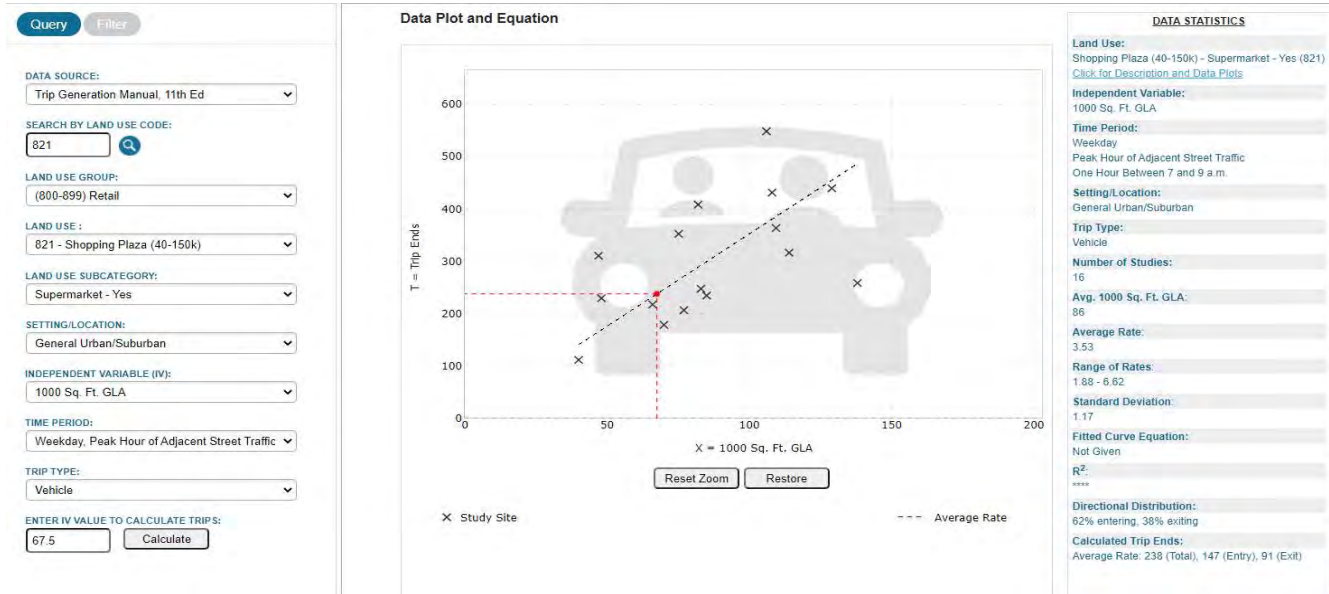 Query
Filter
DATA SOURCE:
Trip Generation Manual, 11th Ed
SEARCH BY LAND USE CODE:
821
LAND USE GROUP:
(800-899) Retail
LAND USE :
821 - Shopping Plaza (40-150k)
LAND USE SUBCATEGORY:
Supermarket - Yes
SETTING/LOCATION:
General Urban/Suburban
INDEPENDENT VARIABLE (IV):
1000 Sq. Ft. GLA
TIME PERIOD:
Weekday, Peak Hour of Adjacent Street Traffic
TRIP TYPE:
Vehicle
ENTER IV VALUE TO CALCULATE TRIPS:
67.5
Calculate
Data Plot and Equation
T = Trip Ends
600
500
400
300
200
100
0
0
50
100
150
200
X = 1000 Sq. Ft. GLA
Reset Zoom
Restore
Study Site
Average Rate
DATA STATISTICS
Land Use:
Shopping Plaza (40-150k) - Supermarket - Yes (821)
Click for Description and Data Plots
Independent Variable:
1000 Sq. Ft. GLA
Time Period:
Weekday
Peak Hour of Adjacent Street Traffic
One Hour Between 7 and 9 a.m.
Setting/Location:
General Urban/Suburban
Trip Type:
Vehicle
Number of Studies:
16
Avg. 1000 Sq. Ft. GLA:
86
Average Rate:
3.53
Range of Rates:
1.88 - 6.62
Standard Deviation:
1.17
Fitted Curve Equation:
Not Given
R²:
****
Directional Distribution:
62% entering, 38% exiting
Calculated Trip Ends:
Average Rate: 238 (Total), 147 (Entry), 91 (Exit)